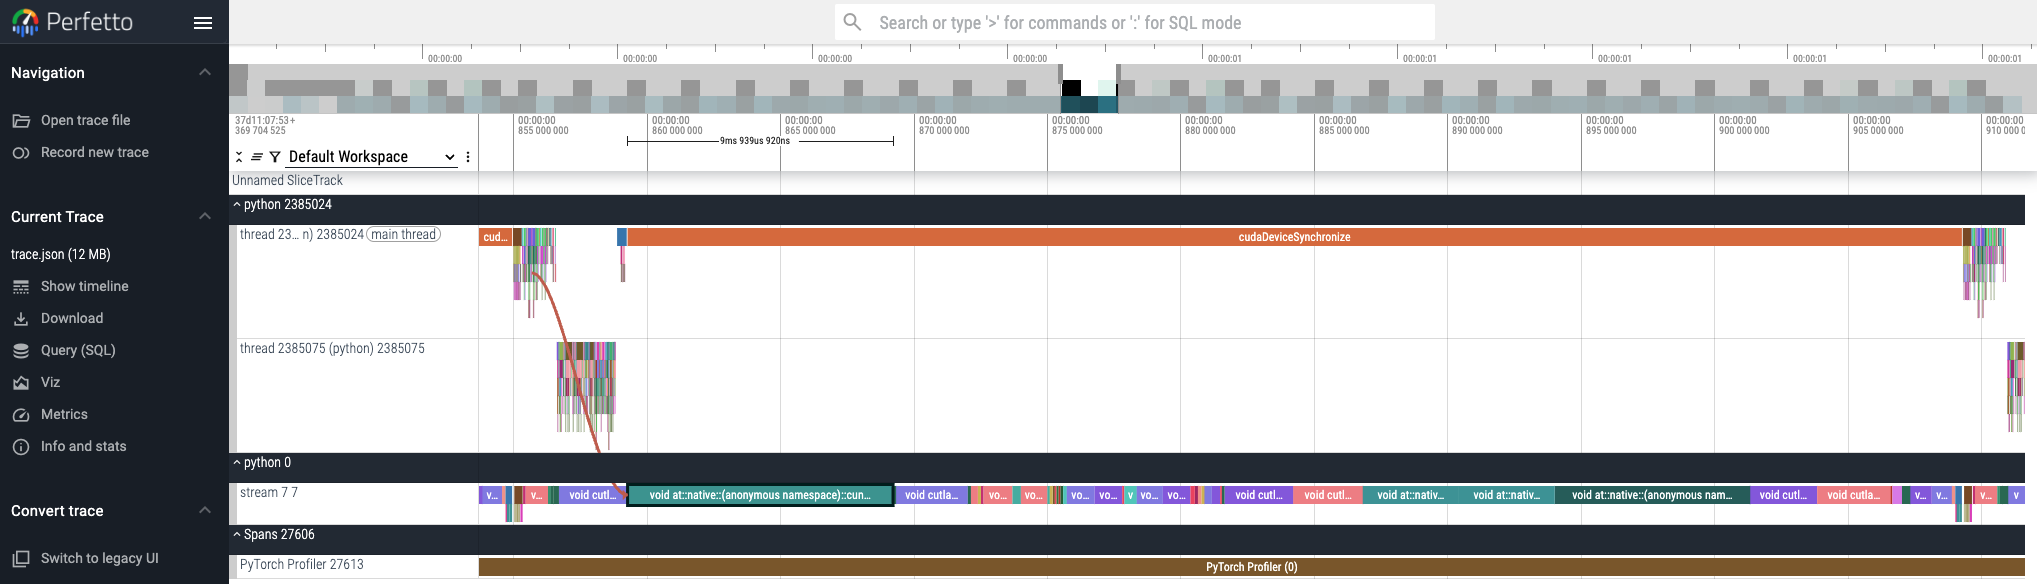 Perfetto
Search or type '>' for commands or ':' for SQL mode
Navigation
Open trace file
Record new trace
Current Trace
trace.json (12 MB)
Show timeline
Download
Query (SQL)
Viz
Metrics
Info and stats
Convert trace
Switch to legacy UI
00:00:00 00:00:00 00:00:00 00:00:00 00:00:01 00:00:01 00:00:01 00:00:01 00:00:01
37d11:07:53+ 00:00:00 00:00:00 00:00:00 00:00:00 00:00:00 00:00:00 00:00:00 00:00:00 00:00:00 00:00:00 00:00:00 00:00:00
369 704 525 855 000 000 860 000 000 865 000 000 870 000 000 875 000 000 880 000 000 885 000 000 890 000 000 895 000 000 900 000 000 905 000 000 910 000 0
9ms 939us 920ns
Default Workspace
Unnamed SliceTrack
python 2385024
thread 23... n) 2385024 main thread
cud... cudaDeviceSynchronize
thread 2385075 (python) 2385075
python 0
stream 7 7
v... v... void cutl... void at::native::(anonymous namespace)::cun... void cutla... vo... vo... vo... vo... v vo... vo... void cutl... void cutl... void at::nativ... void at::nativ... void at::native::(anonymous nam... void cutl... void cutla... v... v... v... v
Spans 27606
PyTorch Profiler 27613
PyTorch Profiler (0)